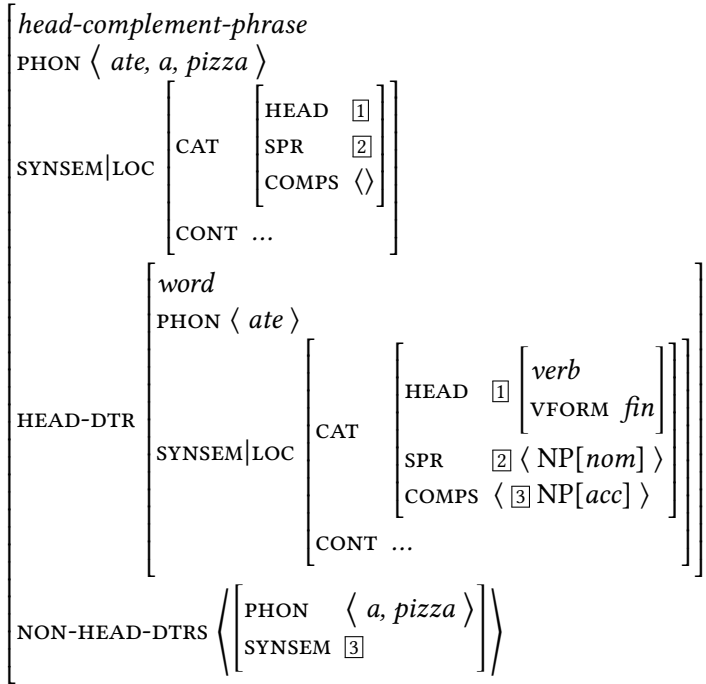 head-complement-phrase
PHON ⟨ ate, a, pizza ⟩
SYNSEM|LOC
CAT
HEAD 1
SPR 2
COMPS ⟨⟩
CONT ...
HEAD-DTR
word
PHON ⟨ ate ⟩
SYNSEM|LOC
CAT
HEAD 1
verb
VFORM fin
SPR 2 ⟨ NP[nom] ⟩
COMPS ⟨ 3 NP[acc] ⟩
CONT ...
NON-HEAD-DTRS
PHON ⟨ a, pizza ⟩
SYNSEM 3